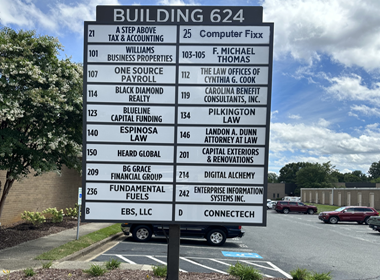 BUILDING 624
21 A STEP ABOVE
TAX & ACCOUNTING
101 WILLIAMS
BUSINESS PROPERTIES
107 ONE SOURCE
PAYROLL
114 BLACK DIAMOND
REALTY
123 BLUELINE
CAPITAL FUNDING
140 ESPINOSA
LAW
150 HEARD GLOBAL
209 BG GRACE
FINANCIAL GROUP
236 FUNDAMENTAL
FUELS
B EBS, LLC
25 Computer Fixx
103-105 F. MICHAEL
THOMAS
112 THE LAW OFFICES OF
CYNTHIA G. COOK
119 CAROLINA BENEFIT
CONSULTANTS, INC.
134 PILKINGTON
LAW
146 LANDON A. DUNN
ATTORNEY AT LAW
201 CAPITAL EXTERIORS
& RENOVATIONS
214 DIGITAL ALCHEMY
242 ENTERPRISE INFORMATION
SYSTEMS INC.
D CONNECTECH